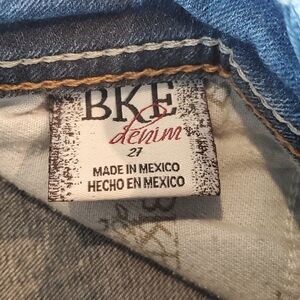 BKE
denim
27
MADE IN MEXICO
HECHO EN MEXICO